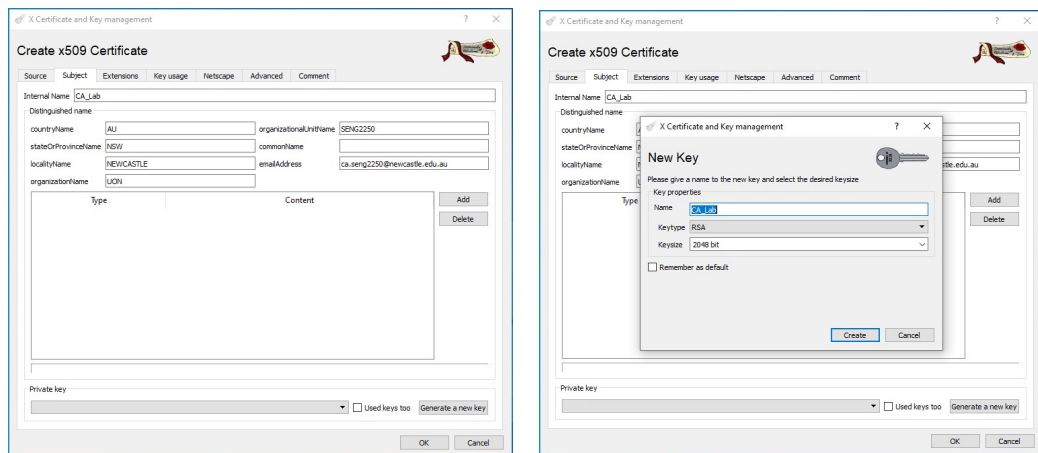 X Certificate and Key management ? ×
Create x509 Certificate
Source Subject Extensions Key usage Netscape Advanced Comment
Internal Name CA_Lab
Distinguished name
countryName AU organizationalUnitName SENG2250
stateOrProvinceName NSW commonName
localityName NEWCASTLE emailAddress ca.seng2250@newcastle.edu.au
organizationName UON
Type Content Add
Delete
Private key
Used keys too Generate a new key
OK Cancel
X Certificate and Key management ? ×
Create x509 Certificate
Source Subject Extensions Key usage Netscape Advanced Comment
Internal Name CA_Lab
Distinguished name
countryName
stateOrProvinceName
localityName stle.edu.au
organizationName
Type Add
Delete
X Certificate and Key management ? ×
New Key
Please give a name to the new key and select the desired keysize
Key properties
Name CA_Lab
Keytype RSA
Keysize 2048 bit
Remember as default
Create Cancel
Private key
Used keys too Generate a new key
OK Cancel